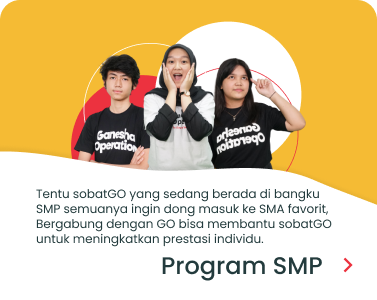 Ganesha
Operation
Ganesha
Operation
Tentu sobatGO yang sedang berada di bangku
SMP semuanya ingin dong masuk ke SMA favorit,
Bergabung dengan GO bisa membantu sobatGO
untuk meningkatkan prestasi individu.
Program SMP